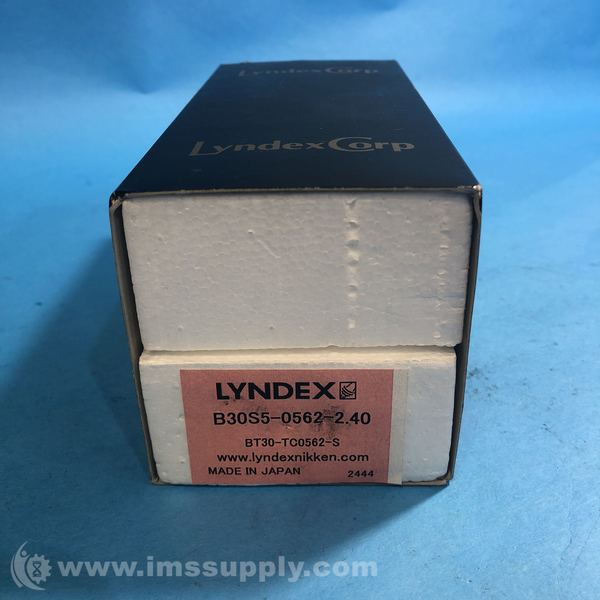 LyndexCorp
LyndexCorp
LYNDEX
B30S5-0562-2.40
BT30-TC0562-S
www.lyndexnikken.com
MADE IN JAPAN 2444
www.imssupply.com